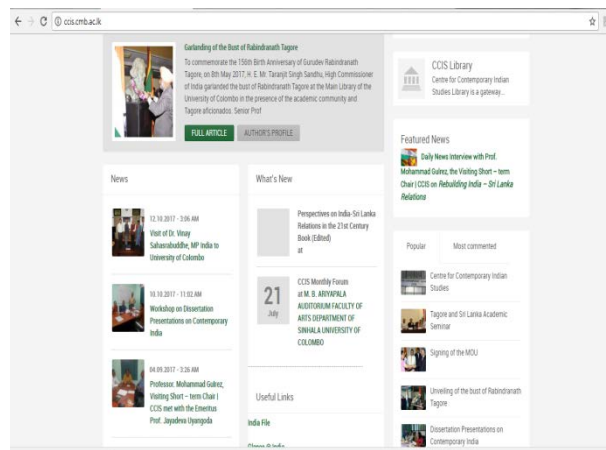 ccis.cmb.ac.lk
Garlanding of the Bust of Rabindranath Tagore
To commemorate the 156th Birth Anniversary of Gurudev Rabindranath
Tagore, on 8th May 2017, H. E. Mr. Taranjit Singh Sandhu, High Commissioner
of India garlanded the bust of Rabindranath Tagore at the Main Library of the
University of Colombo in the presence of the academic community and
Tagore aficionados. Senior Prof
FULL ARTICLE
AUTHOR'S PROFILE
News
12.10.2017 - 3:06 AM
Visit of Dr. Vinay
Sahasrabuddhe, MP India to
University of Colombo
10.10.2017 - 11:02 AM
Workshop on Dissertation
Presentations on Contemporary
India
04.09.2017 - 3:26 AM
Professor. Mohammad Gulrez,
Visiting Short – term Chair |
CCIS met with the Emeritus
Prof. Jayadeva Uyangoda
What's New
Perspectives on India-Sri Lanka
Relations in the 21st Century
Book (Edited)
at
21
July
CCIS Monthly Forum
at M. B. ARIYAPALA
AUDITORIUM FACULTY OF
ARTS DEPARTMENT OF
SINHALA UNIVERSITY OF
COLOMBO
Useful Links
India File
CCIS Library
Centre for Contemporary Indian
Studies Library is a gateway...
Featured News
Daily News Interview with Prof.
Mohammad Gulrez, the Visiting Short – term
Chair | CCIS on Rebuilding India – Sri Lanka
Relations
Popular
Most commented
Centre for Contemporary Indian
Studies
Tagore and Sri Lanka Academic
Seminar
Signing of the MOU
Unveiling of the bust of Rabindranath
Tagore
Dissertation Presentations on
Contemporary India